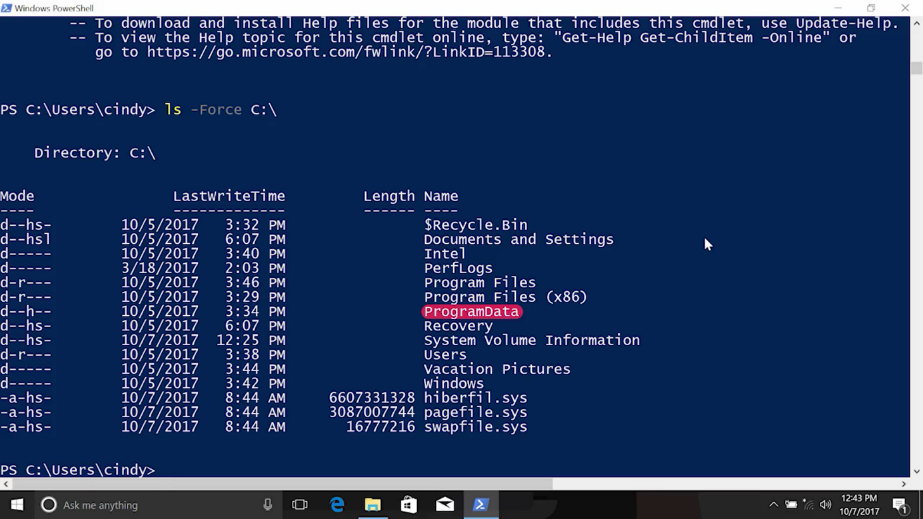 Windows PowerShell
-- To download and install Help files for the module that includes this cmdlet, use Update-Help.
-- To view the Help topic for this cmdlet online, type: "Get-Help Get-ChildItem -Online" or
go to https://go.microsoft.com/fwlink/?LinkID=113308.
PS C:\Users\cindy> ls -Force C:\
Directory: C:\
Mode LastWriteTime Length Name
---- ------------- ------ ----
d--hs- 10/5/2017 3:32 PM $Recycle.Bin
d--hsl 10/5/2017 6:07 PM Documents and Settings
d----- 10/5/2017 3:40 PM Intel
d----- 3/18/2017 2:03 PM PerfLogs
d-r--- 10/5/2017 3:46 PM Program Files
d-r--- 10/5/2017 3:29 PM Program Files (x86)
d--h-- 10/5/2017 3:34 PM ProgramData
d--hs- 10/5/2017 6:07 PM Recovery
d--hs- 10/5/2017 12:25 PM System Volume Information
d-r--- 10/5/2017 3:38 PM Users
d----- 10/5/2017 3:44 PM Vacation Pictures
d----- 10/5/2017 3:42 PM Windows
-a-hs- 10/7/2017 8:44 AM 6607331328 hiberfil.sys
-a-hs- 10/7/2017 8:44 AM 3087007744 pagefile.sys
-a-hs- 10/7/2017 8:44 AM 16777216 swapfile.sys
PS C:\Users\cindy>
Ask me anything
12:43 PM
10/7/2017
1